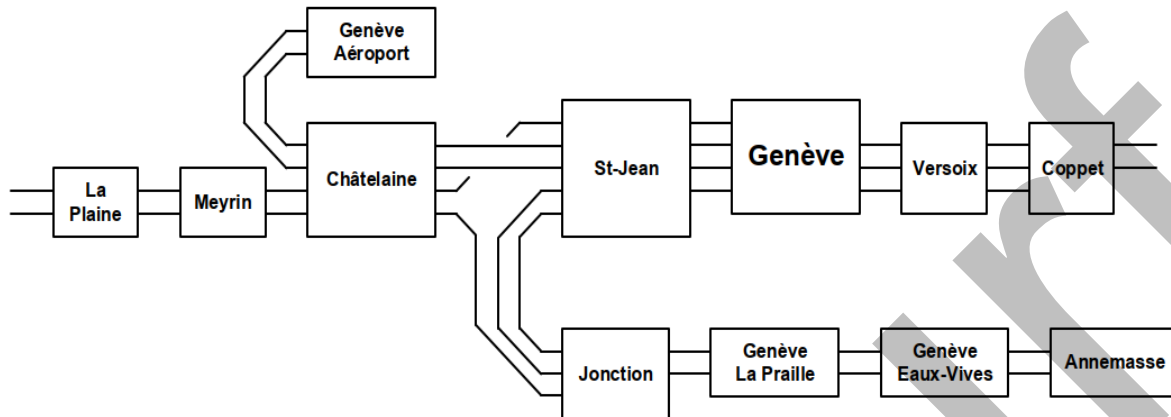 Genève
Aéroport
Châtelaine
St-Jean
Genève
Versoix
Coppet
La
Plaine
Meyrin
Jonction
Genève
La Praille
Genève
Eaux-Vives
Annemasse